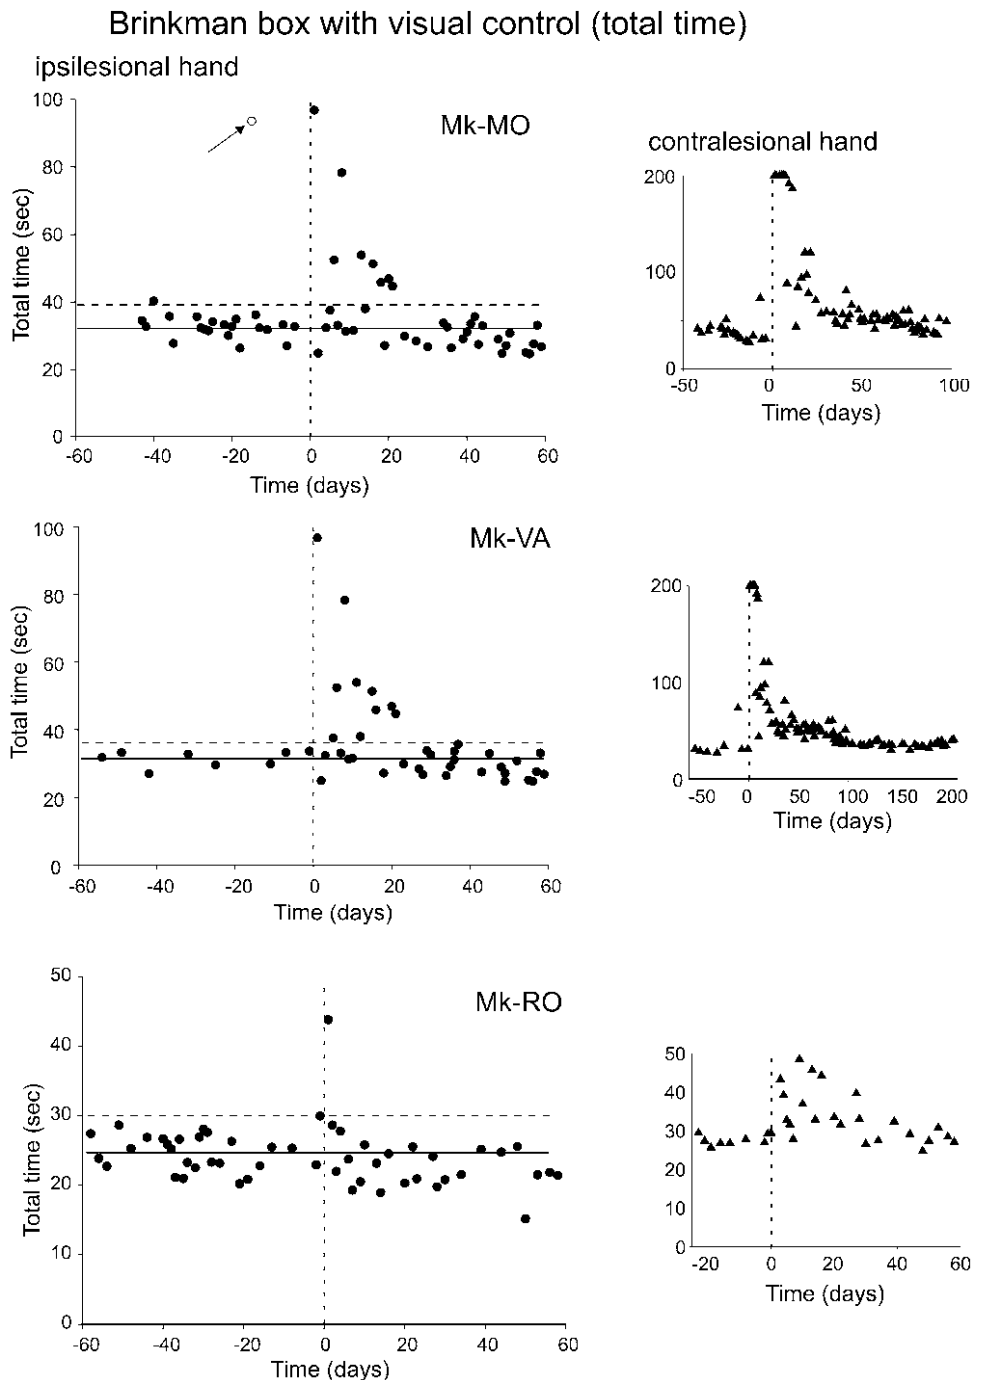 Brinkman box with visual control (total time)
ipsilesional hand
Mk-MO
Total time (sec)
100
80
60
40
20
0
-60 -40 -20 0 20 40 60
Time (days)
contralesional hand
200
100
0
-50 0 50 100
Time (days)
Mk-VA
Total time (sec)
100
80
60
40
20
0
-60 -40 -20 0 20 40 60
Time (days)
200
100
0
-50 0 50 100 150 200
Time (days)
Mk-RO
Total time (sec)
50
40
30
20
10
0
-60 -40 -20 0 20 40 60
Time (days)
50
40
30
20
10
0
-20 0 20 40 60
Time (days)